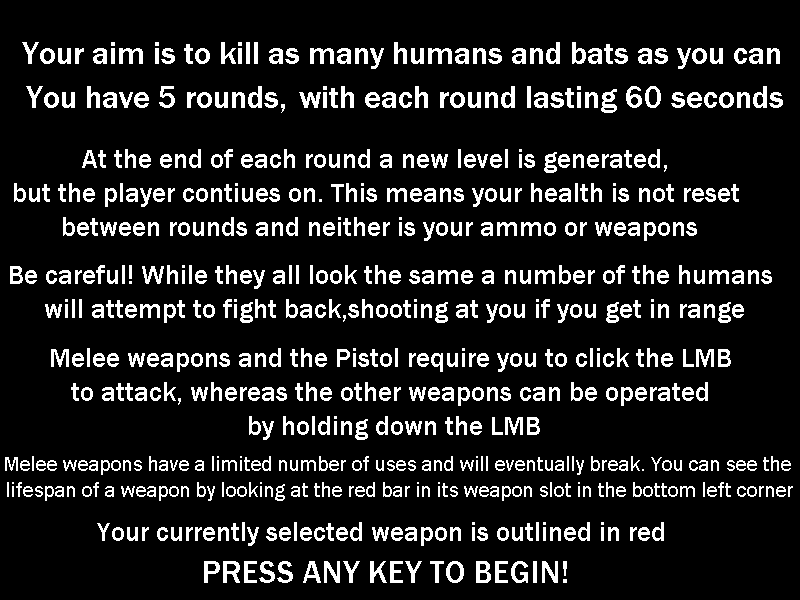 Your aim is to kill as many humans and bats as you can
You have 5 rounds, with each round lasting 60 seconds
At the end of each round a new level is generated,
but the player contiues on. This means your health is not reset
between rounds and neither is your ammo or weapons
Be careful! While they all look the same a number of the humans
will attempt to fight back,shooting at you if you get in range
Melee weapons and the Pistol require you to click the LMB
to attack, whereas the other weapons can be operated
by holding down the LMB
Melee weapons have a limited number of uses and will eventually break. You can see the
lifespan of a weapon by looking at the red bar in its weapon slot in the bottom left corner
Your currently selected weapon is outlined in red
PRESS ANY KEY TO BEGIN!